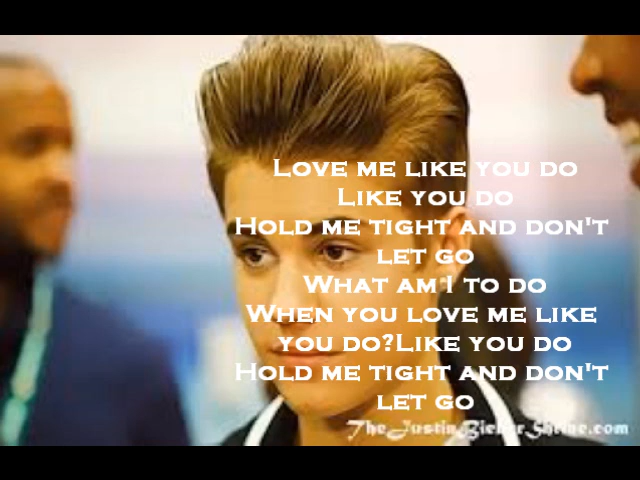 Love me like you do
Like you do
Hold me tight and don't
let go
What am I to do
When you love me like
you do?Like you do
Hold me tight and don't
let go
TheJustinBieberShrine.com